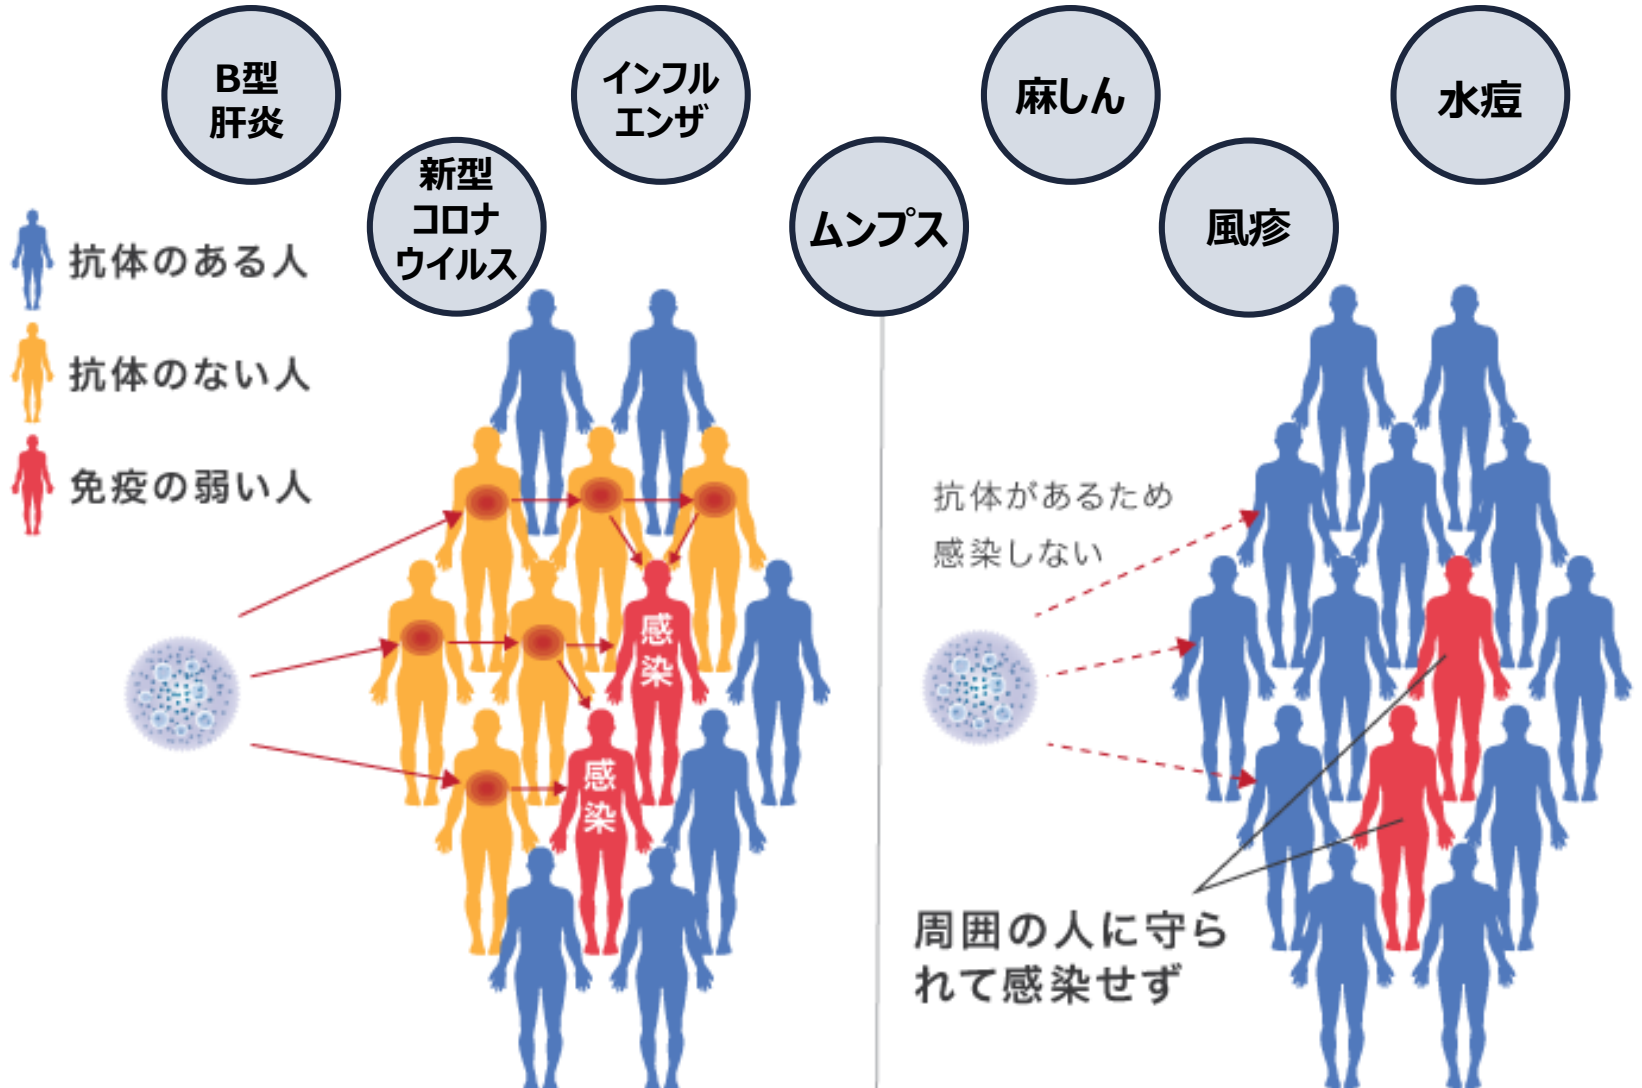 B型
肝炎
インフル
エンザ
麻しん
水痘
新型
コロナ
ウイルス
ムンプス
風疹
抗体のある人
抗体のない人
免疫の弱い人
感
染
感
染
抗体があるため
感染しない
周囲の人に守ら
れて感染せず